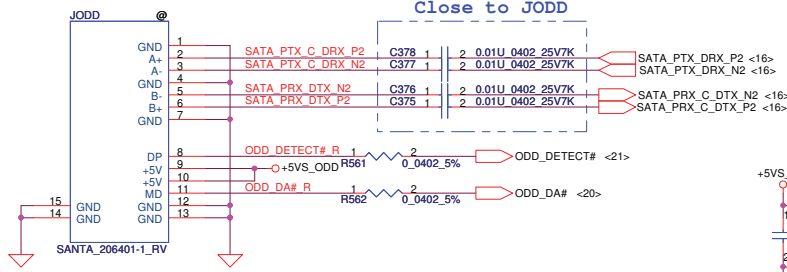 Close to JODD
JODD @
GND 1
A+ 2 SATA_PTX_C_DRX_P2 C378 1 2 0.01U_0402_25V7K SATA_PTX_DRX_P2 <16>
A- 3 SATA_PTX_C_DRX_N2 C377 1 2 0.01U_0402_25V7K SATA_PTX_DRX_N2 <16>
GND 4
B- 5 SATA_PRX_DTX_N2 C376 1 2 0.01U_0402_25V7K SATA_PRX_C_DTX_N2 <16>
B+ 6 SATA_PRX_DTX_P2 C375 1 2 0.01U_0402_25V7K SATA_PRX_C_DTX_P2 <16>
GND 7
DP 8 ODD_DETECT#_R 1 2 ODD_DETECT# <21>
R561 0_0402_5%
+5V 9 +5VS_ODD
+5V 10
MD 11 ODD_DA#_R 1 2 ODD_DA# <20>
R562 0_0402_5%
15 GND GND 12
14 GND GND 13
SANTA_206401-1_RV
+5VS_
1
2